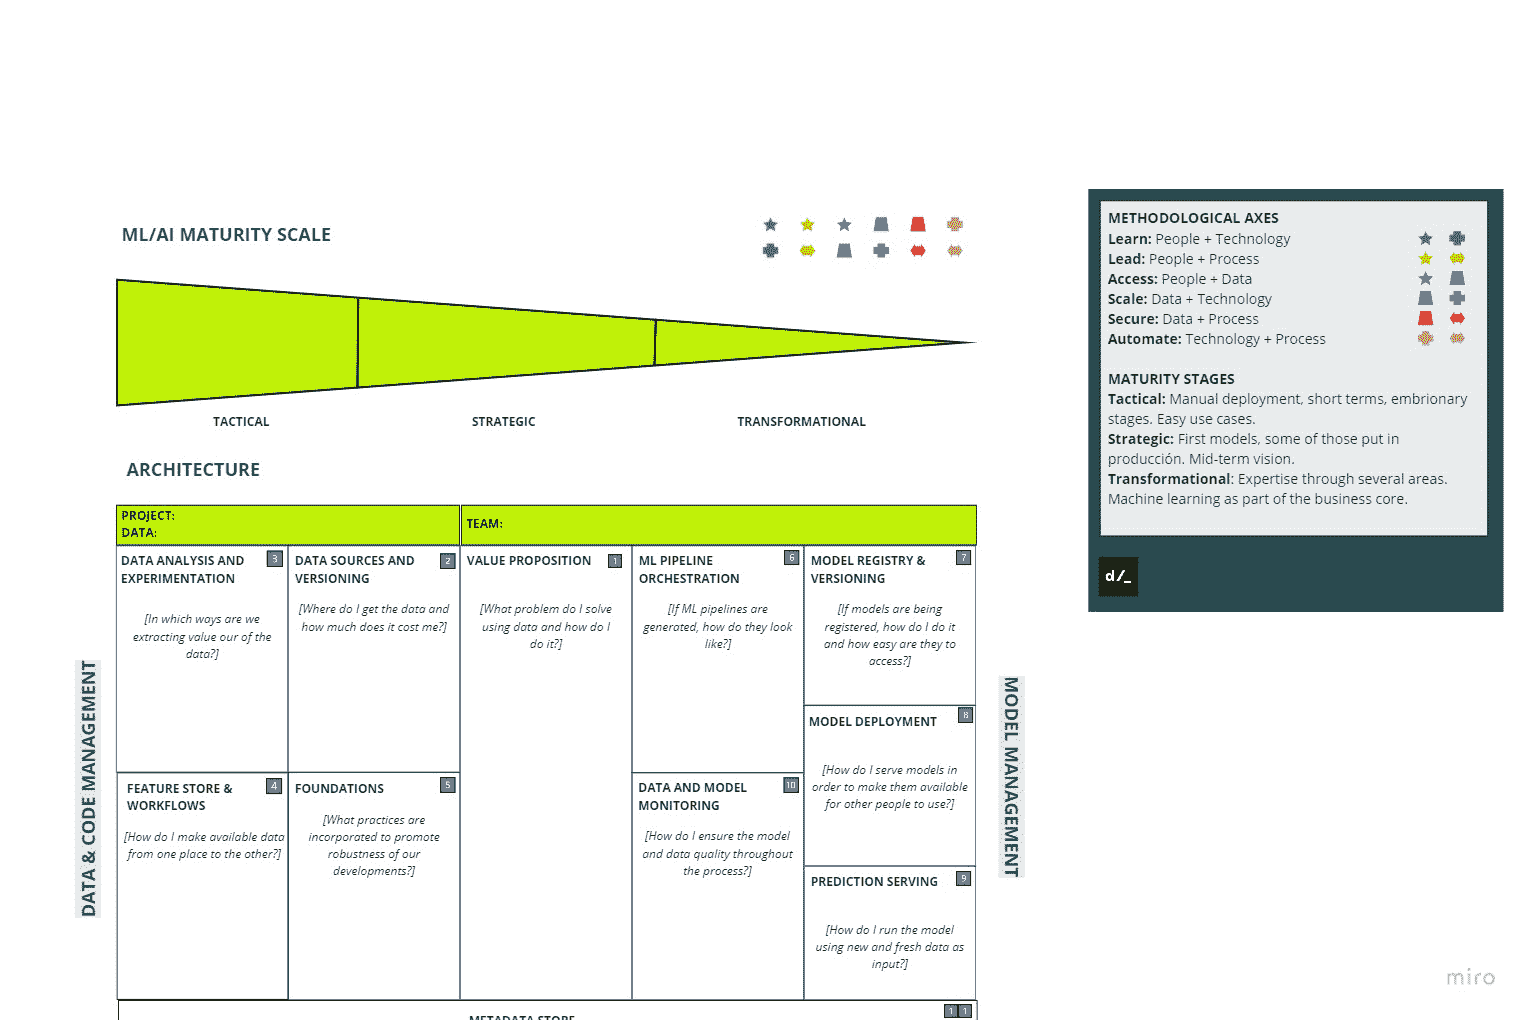 ML/AI MATURITY SCALE
TACTICAL
STRATEGIC
TRANSFORMATIONAL
ARCHITECTURE
PROJECT:
DATA:
TEAM:
DATA & CODE MANAGEMENT
DATA ANALYSIS AND
EXPERIMENTATION
3
[In which ways are we
extracting value our of the
data?]
DATA SOURCES AND
VERSIONING
2
[Where do I get the data and
how much does it cost me?]
VALUE PROPOSITION
1
[What problem do I solve
using data and how do I
do it?]
ML PIPELINE
ORCHESTRATION
6
[If ML pipelines are
generated, how do they look
like?]
MODEL REGISTRY &
VERSIONING
7
[If models are being
registered, how do I do it
and how easy are they to
access?]
MODEL DEPLOYMENT
8
[How do I serve models in
order to make them available
for other people to use?]
FEATURE STORE &
WORKFLOWS
4
[How do I make available data
from one place to the other?]
FOUNDATIONS
5
[What practices are
incorporated to promote
robustness of our
developments?]
DATA AND MODEL
MONITORING
10
[How do I ensure the model
and data quality throughout
the process?]
PREDICTION SERVING
9
[How do I run the model
using new and fresh data as
input?]
METADATA STORE
11
MODEL MANAGEMENT
METHODOLOGICAL AXES
Learn: People + Technology
Lead: People + Process
Access: People + Data
Scale: Data + Technology
Secure: Data + Process
Automate: Technology + Process
MATURITY STAGES
Tactical: Manual deployment, short terms, embrionary
stages. Easy use cases.
Strategic: First models, some of those put in
producción. Mid-term vision.
Transformational: Expertise through several areas.
Machine learning as part of the business core.
d/_
miro